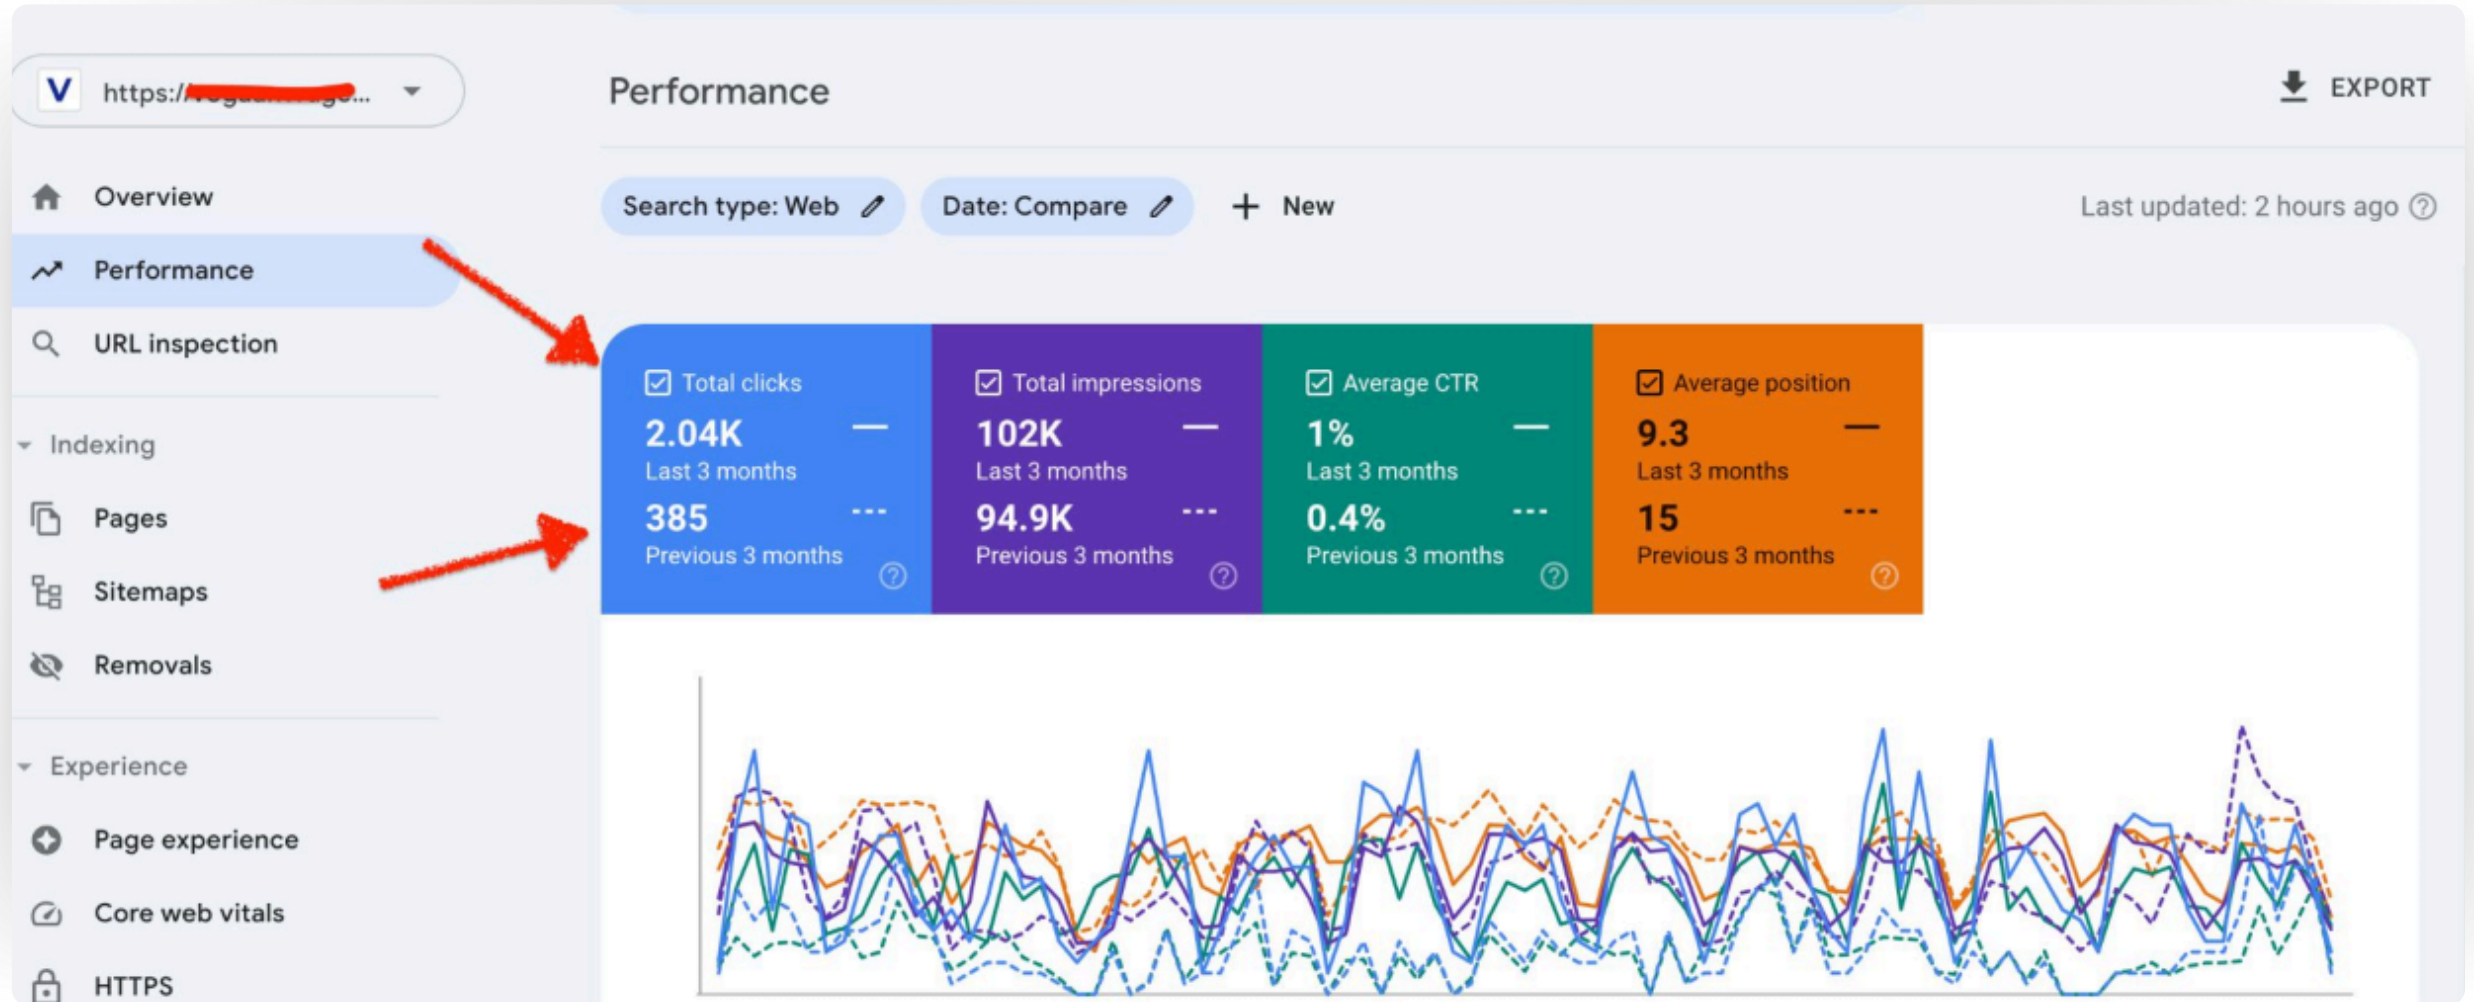 V
https://
Overview
Performance
URL inspection
Indexing
Pages
Sitemaps
Removals
Experience
Page experience
Core web vitals
HTTPS
Performance
EXPORT
Search type: Web
Date: Compare
+ New
Last updated: 2 hours ago
Total clicks
2.04K
Last 3 months
385
Previous 3 months
Total impressions
102K
Last 3 months
94.9K
Previous 3 months
Average CTR
1%
Last 3 months
0.4%
Previous 3 months
Average position
9.3
Last 3 months
15
Previous 3 months